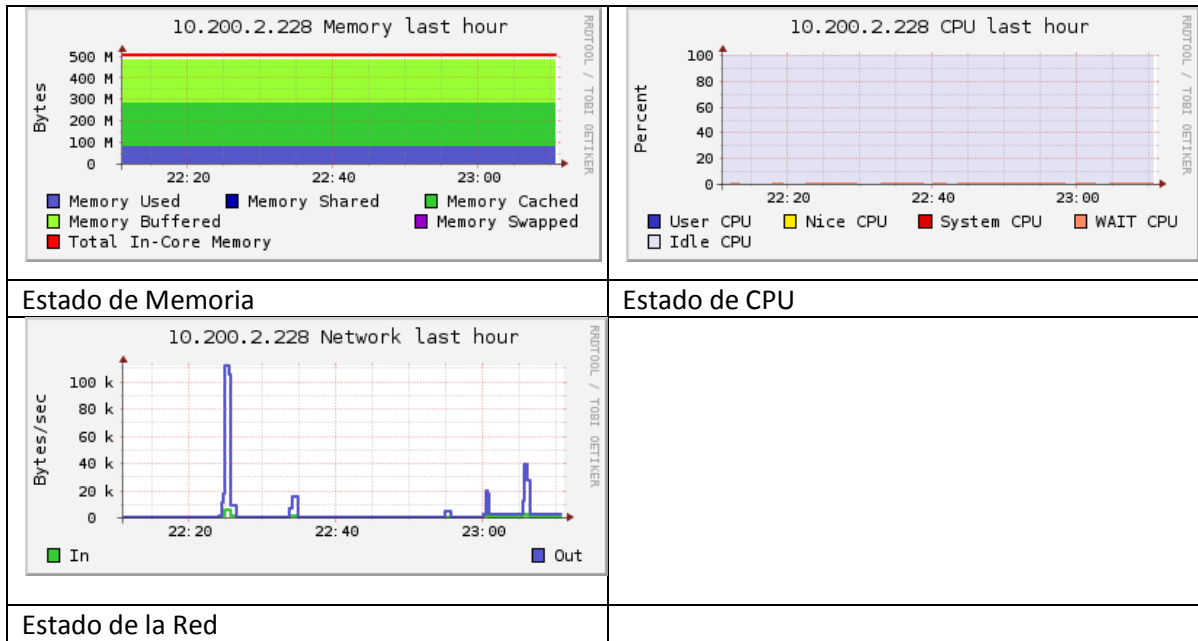 10.200.2.228 Memory last hour
RRDTOOL / TOBI OETIKER
Bytes
500 M
400 M
300 M
200 M
100 M
0
22:20 22:40 23:00
Memory Used Memory Shared Memory Cached
Memory Buffered Memory Swapped
Total In-Core Memory
10.200.2.228 CPU last hour
RRDTOOL / TOBI OETIKER
Percent
100
80
60
40
20
0
22:20 22:40 23:00
User CPU Nice CPU System CPU WAIT CPU
Idle CPU
Estado de Memoria
Estado de CPU
10.200.2.228 Network last hour
RRDTOOL / TOBI OETIKER
Bytes/sec
100 k
80 k
60 k
40 k
20 k
0
22:20 22:40 23:00
In Out
Estado de la Red